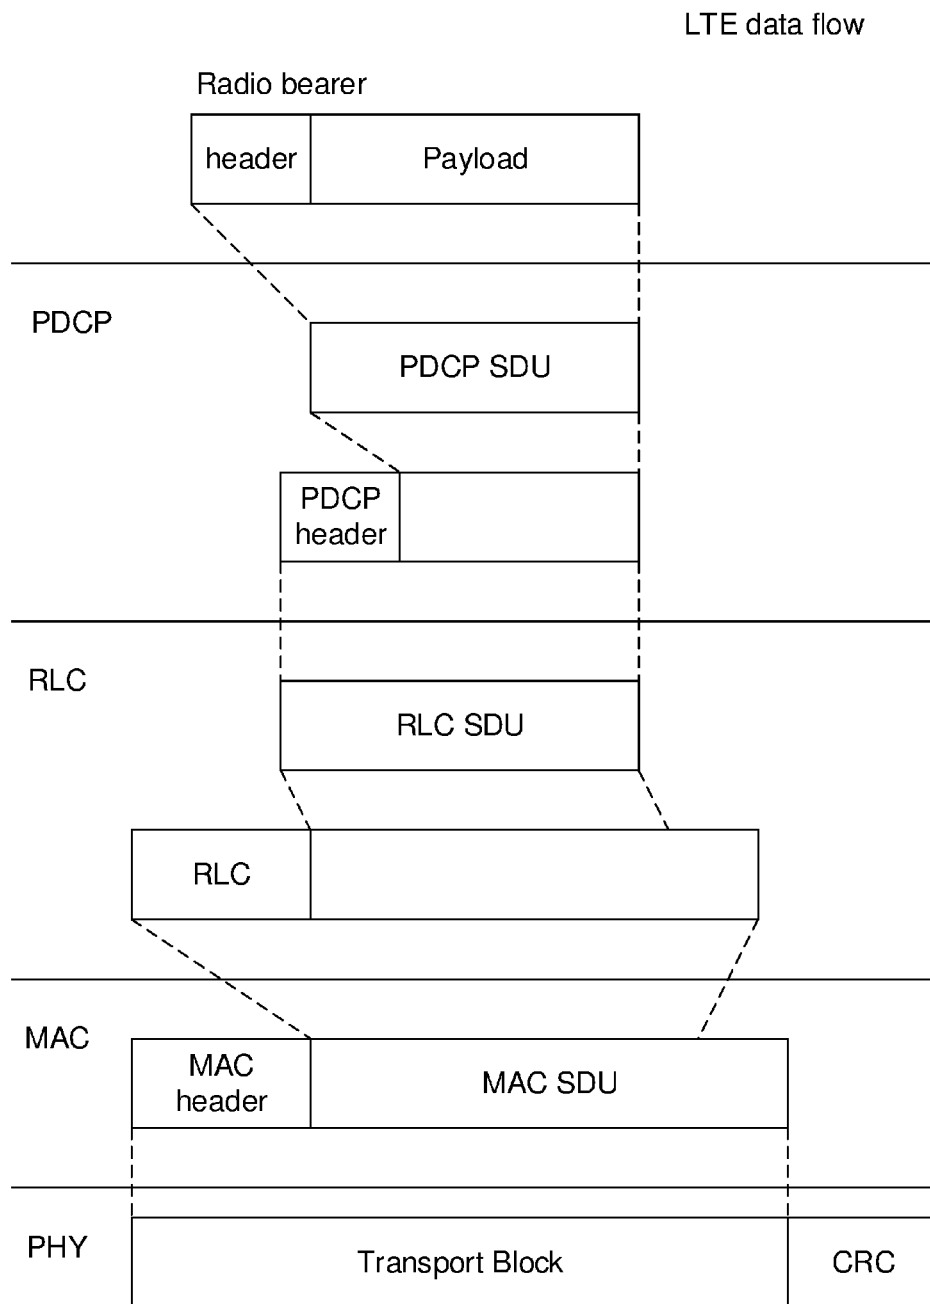 LTE data flow
Radio bearer
header
Payload
PDCP
PDCP SDU
PDCP
header
RLC
RLC SDU
RLC
MAC
MAC
header
MAC SDU
PHY
Transport Block
CRC